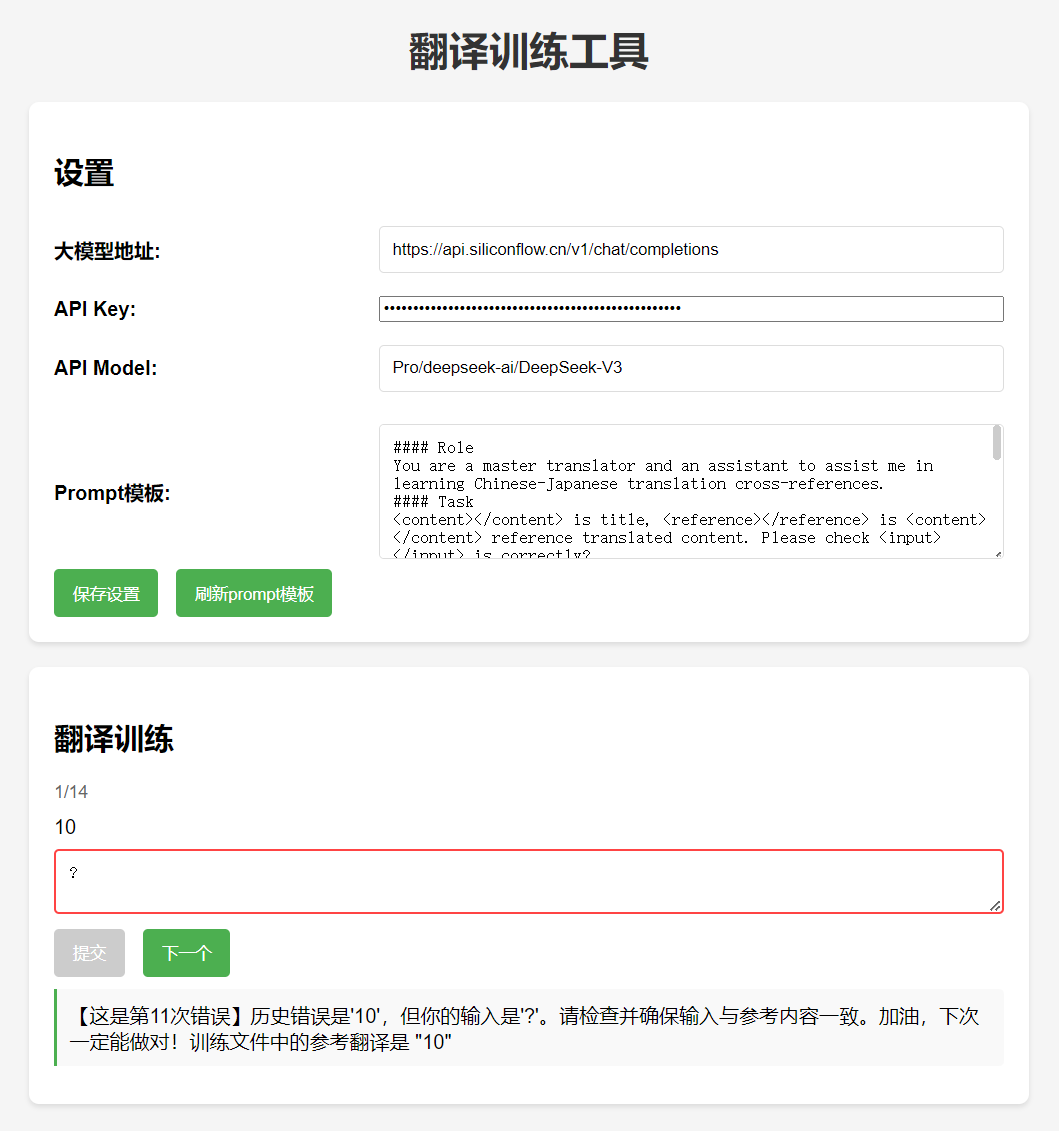 翻译训练工具
设置
大模型地址:
https://api.siliconflow.cn/v1/chat/completions
API Key:
API Model:
Pro/deepseek-ai/DeepSeek-V3
Prompt模板:
#### Role
You are a master translator and an assistant to assist me in
learning Chinese-Japanese translation cross-references.
#### Task
<content></content> is title, <reference></reference> is <content>
</content> reference translated content. Please check <input>
</input> is correctly?
保存设置
刷新prompt模板
翻译训练
1/14
10
?
提交
下一个
【这是第11次错误】历史错误是'10'，但你的输入是'?'。请检查并确保输入与参考内容一致。加油，下次
一定能做对！训练文件中的参考翻译是 "10"